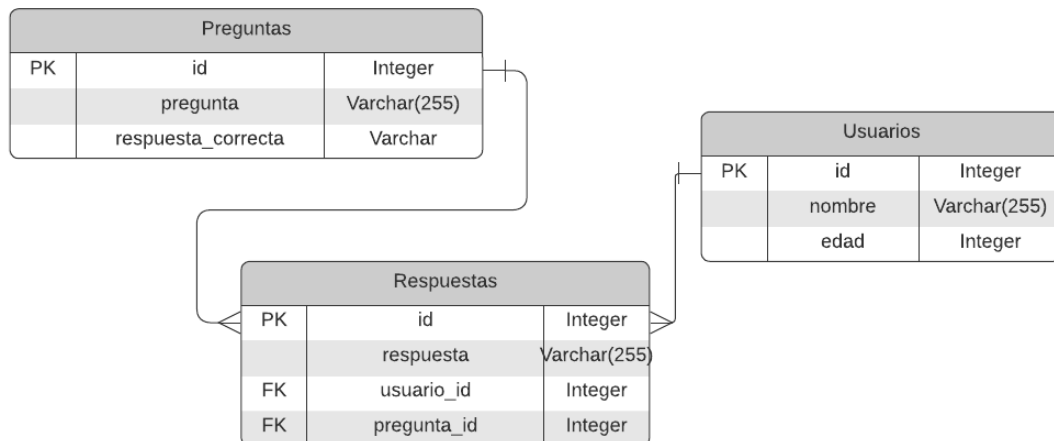 Preguntas
PK id Integer
pregunta Varchar(255)
respuesta_correcta Varchar
Usuarios
PK id Integer
nombre Varchar(255)
edad Integer
Respuestas
PK id Integer
respuesta Varchar(255)
FK usuario_id Integer
FK pregunta_id Integer